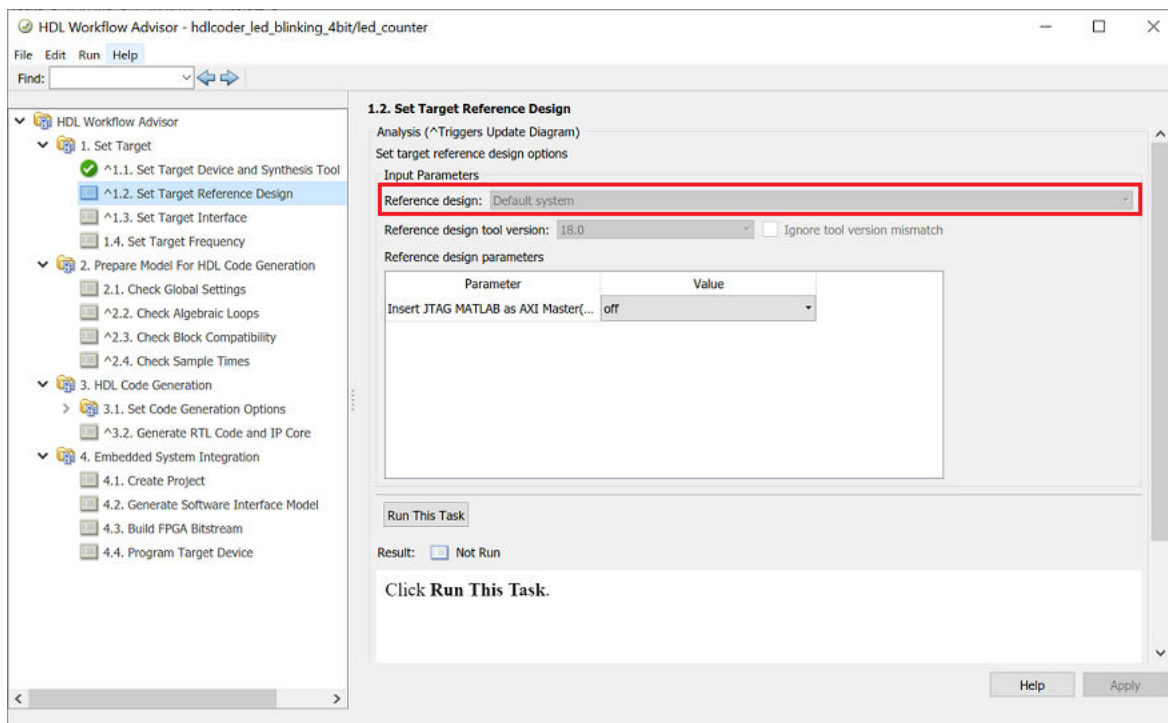 HDL Workflow Advisor - hdlcoder_led_blinking_4bit/led_counter
File Edit Run Help
Find:
HDL Workflow Advisor
1. Set Target
^1.1. Set Target Device and Synthesis Tool
^1.2. Set Target Reference Design
^1.3. Set Target Interface
1.4. Set Target Frequency
2. Prepare Model For HDL Code Generation
2.1. Check Global Settings
^2.2. Check Algebraic Loops
^2.3. Check Block Compatibility
^2.4. Check Sample Times
3. HDL Code Generation
3.1. Set Code Generation Options
^3.2. Generate RTL Code and IP Core
4. Embedded System Integration
4.1. Create Project
4.2. Generate Software Interface Model
4.3. Build FPGA Bitstream
4.4. Program Target Device
1.2. Set Target Reference Design
Analysis (^Triggers Update Diagram)
Set target reference design options
Input Parameters
Reference design: Default system
Reference design tool version: 18.0 Ignore tool version mismatch
Reference design parameters
Parameter Value
Insert JTAG MATLAB as AXI Master(... off
Run This Task
Result: Not Run
Click Run This Task.
Help Apply